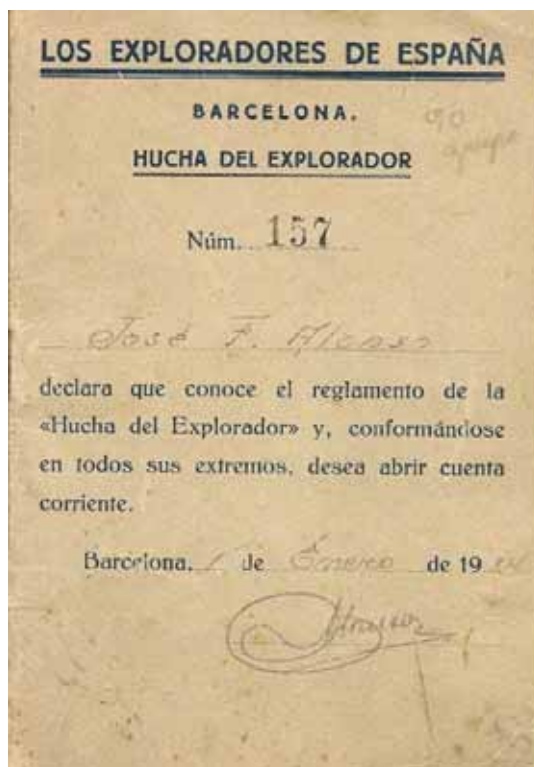 LOS EXPLORADORES DE ESPAÑA
BARCELONA.
HUCHA DEL EXPLORADOR
Núm. 157
José F. Alonso
declara que conoce el reglamento de la
«Hucha del Explorador» y, conformándose
en todos sus extremos, desea abrir cuenta
corriente.
Barcelona, 1 de Enero de 19